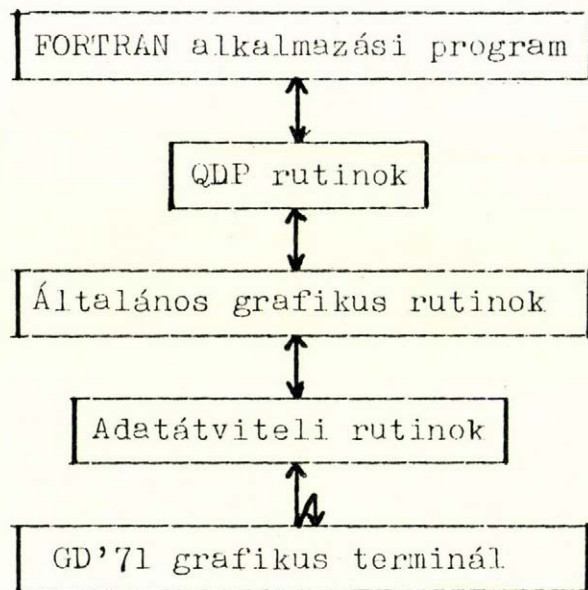 FORTRAN alkalmazási program
QDP rutinok
Általános grafikus rutinok
Adatátviteli rutinok
GD'71 grafikus terminál